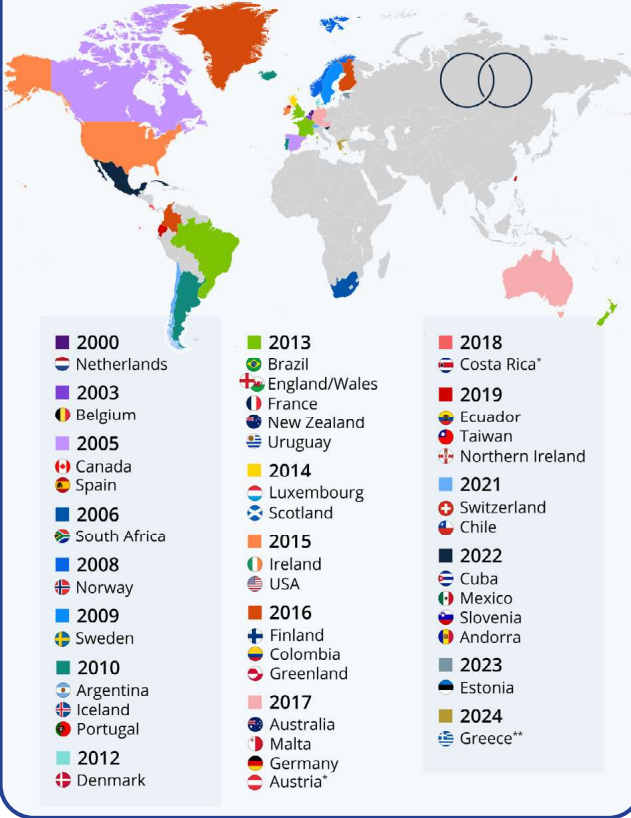 2000
Netherlands
2003
Belgium
2005
Canada
Spain
2006
South Africa
2008
Norway
2009
Sweden
2010
Argentina
Iceland
Portugal
2012
Denmark
2013
Brazil
England/Wales
France
New Zealand
Uruguay
2014
Luxembourg
Scotland
2015
Ireland
USA
2016
Finland
Colombia
Greenland
2017
Australia
Malta
Germany
Austria*
2018
Costa Rica*
2019
Ecuador
Taiwan
Northern Ireland
2021
Switzerland
Chile
2022
Cuba
Mexico
Slovenia
Andorra
2023
Estonia
2024
Greece**